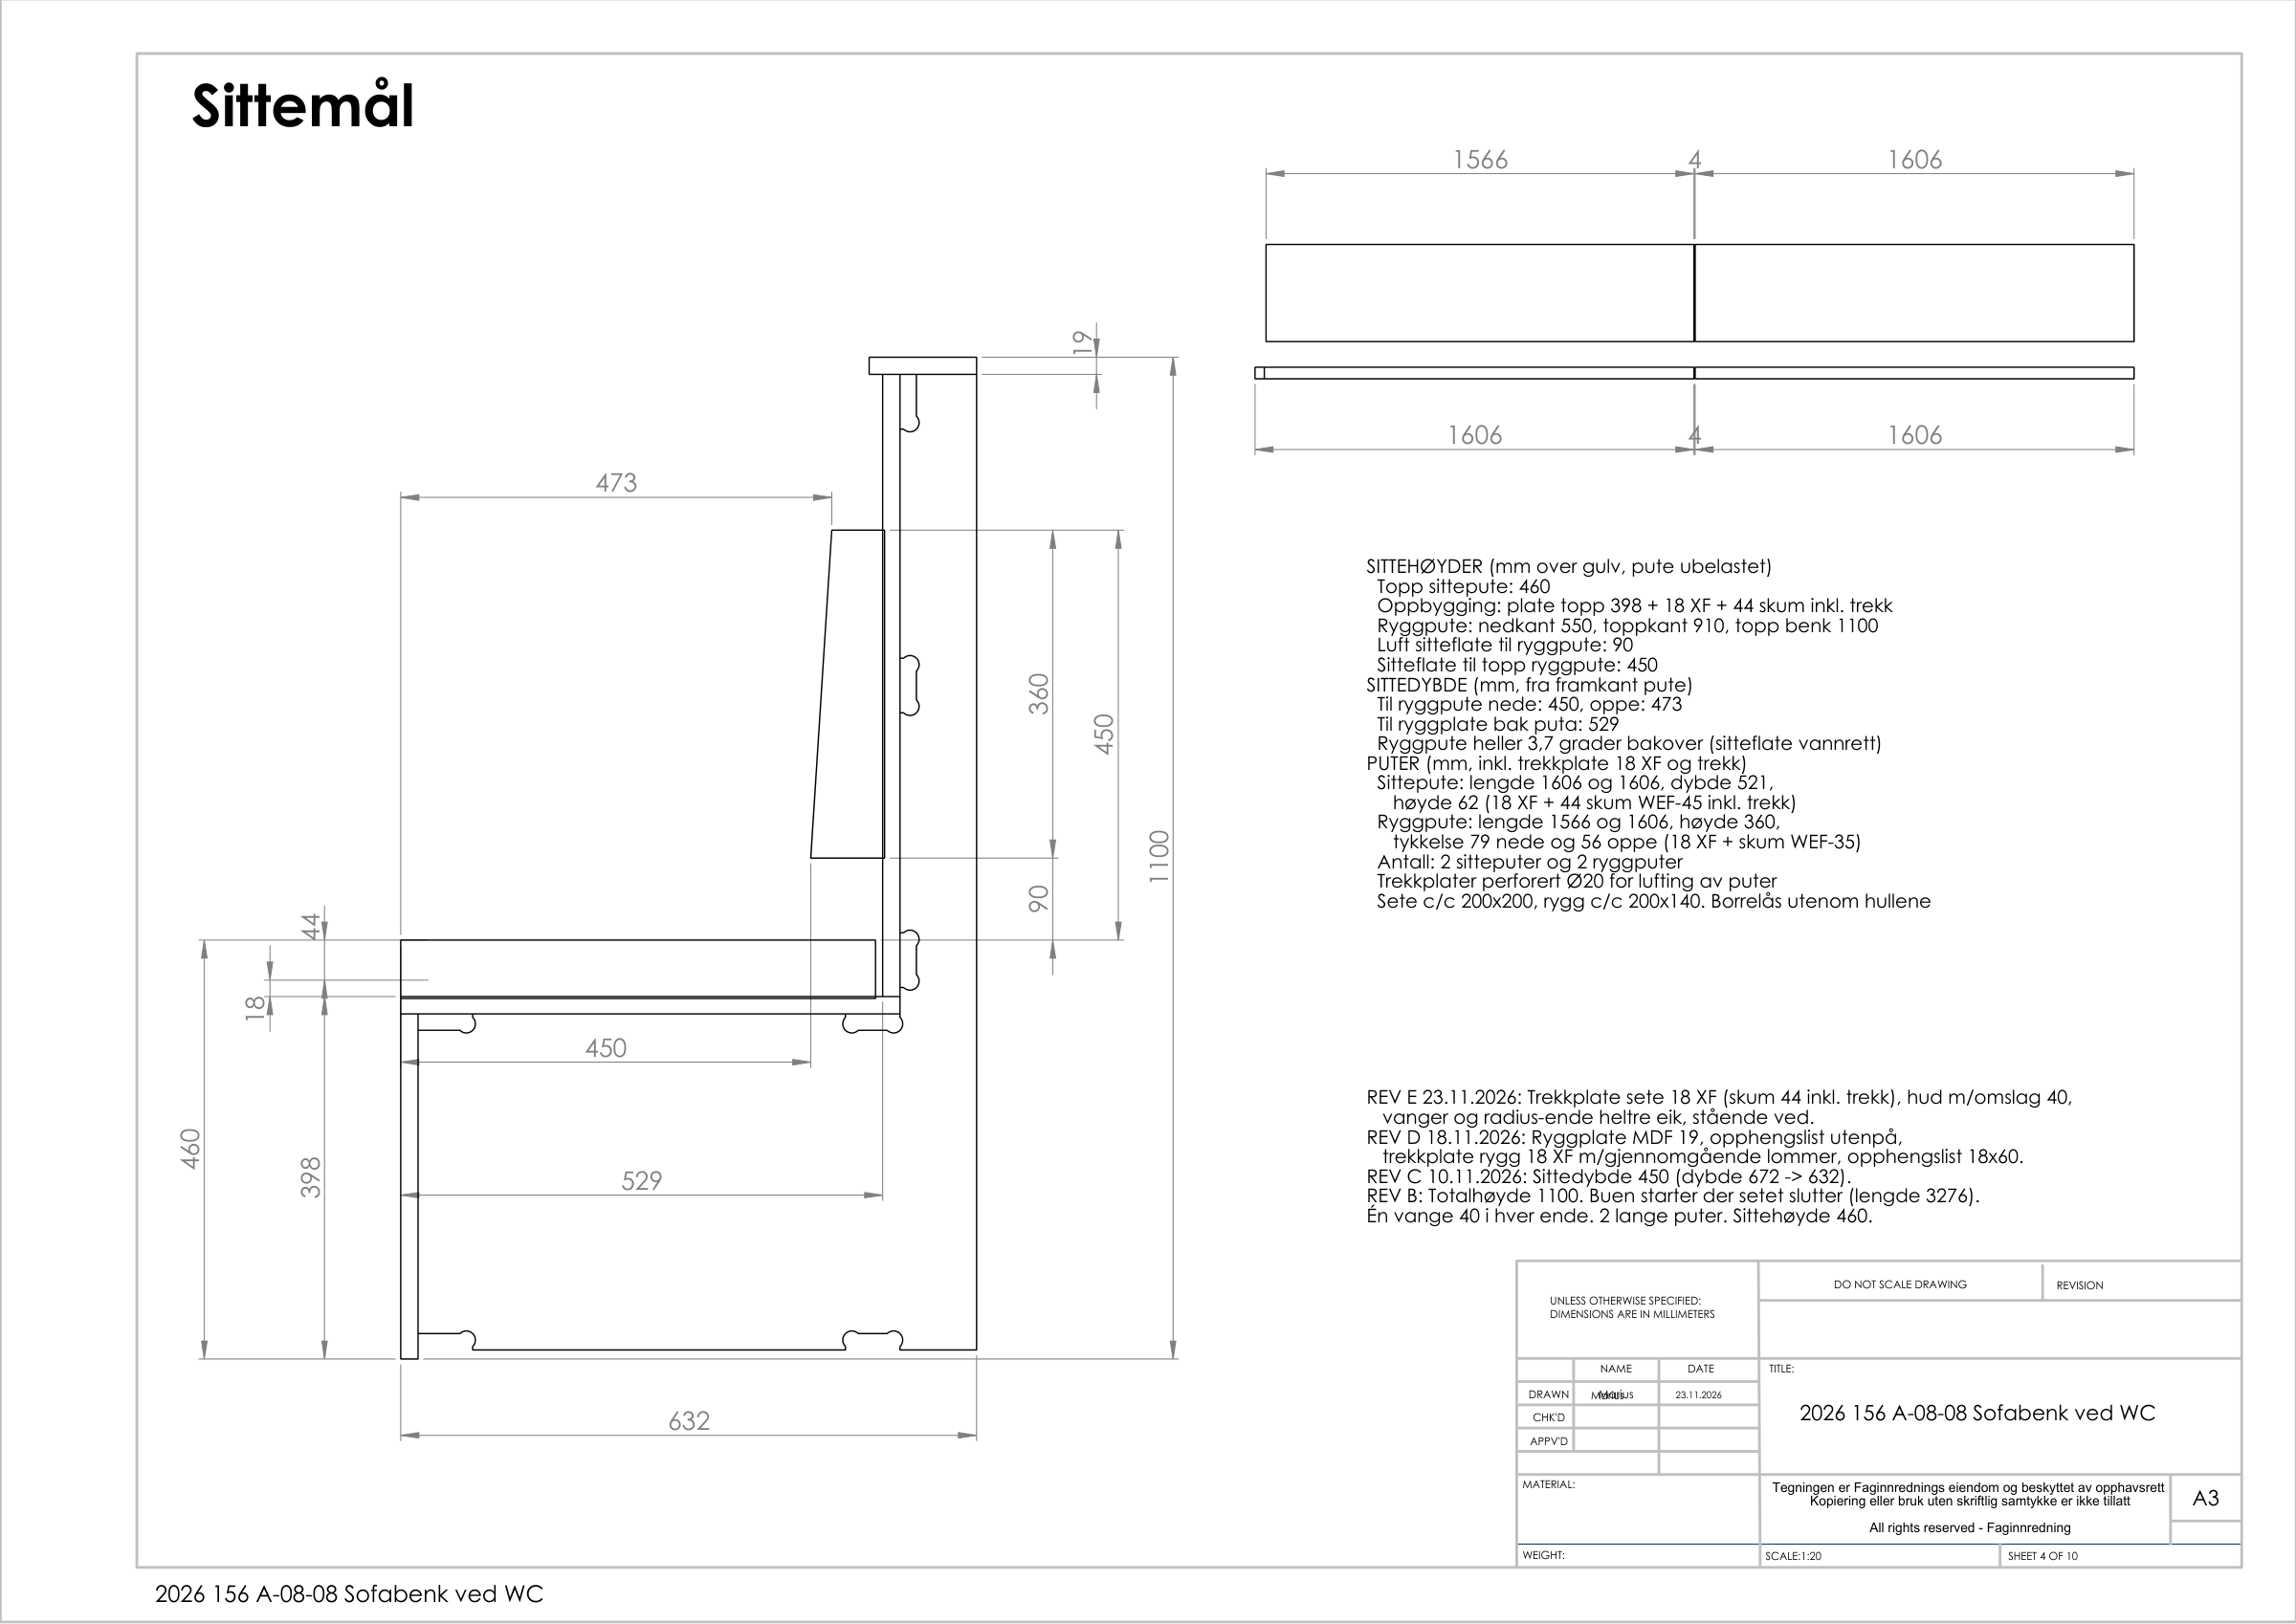 Sittemål
1566
4
1606
1606
4
1606
19
473
360
450
1100
90
44
18
450
460
398
529
632
SITTEHØYDER (mm over gulv, pute ubelastet)
Topp sittepute: 460
Oppbygging: plate topp 398 + 18 XF + 44 skum inkl. trekk
Ryggpute: nedkant 550, toppkant 910, topp benk 1100
Luft sitteflate til ryggpute: 90
Sitteflate til topp ryggpute: 450
SITTEDYBDE (mm, fra framkant pute)
Til ryggpute nede: 450, oppe: 473
Til ryggplate bak puta: 529
Ryggpute heller 3,7 grader bakover (sitteflate vannrett)
PUTER (mm, inkl. trekkplate 18 XF og trekk)
Sittepute: lengde 1606 og 1606, dybde 521,
høyde 62 (18 XF + 44 skum WEF-45 inkl. trekk)
Ryggpute: lengde 1566 og 1606, høyde 360,
tykkelse 79 nede og 56 oppe (18 XF + skum WEF-35)
Antall: 2 sitteputer og 2 ryggputer
Trekkplater perforert Ø20 for lufting av puter
Sete c/c 200x200, rygg c/c 200x140. Borrelås utenom hullene
REV E 23.11.2026: Trekkplate sete 18 XF (skum 44 inkl. trekk), hud m/omslag 40,
vanger og radius-ende heltre eik, stående ved.
REV D 18.11.2026: Ryggplate MDF 19, opphengslist utenpå,
trekkplate rygg 18 XF m/gjennomgående lommer, opphengslist 18x60.
REV C 10.11.2026: Sittedybde 450 (dybde 672 -> 632).
REV B: Totalhøyde 1100. Buen starter der setet slutter (lengde 3276).
Én vange 40 i hver ende. 2 lange puter. Sittehøyde 460.
UNLESS OTHERWISE SPECIFIED:
DIMENSIONS ARE IN MILLIMETERS
DO NOT SCALE DRAWING
REVISION
NAME
DATE
TITLE:
DRAWN
Marius
23.11.2026
CHK'D
APPV'D
2026 156 A-08-08 Sofabenk ved WC
MATERIAL:
Tegningen er Faginnrednings eiendom og beskyttet av opphavsrett
Kopiering eller bruk uten skriftlig samtykke er ikke tillatt
All rights reserved - Faginnredning
A3
WEIGHT:
SCALE:1:20
SHEET 4 OF 10
2026 156 A-08-08 Sofabenk ved WC